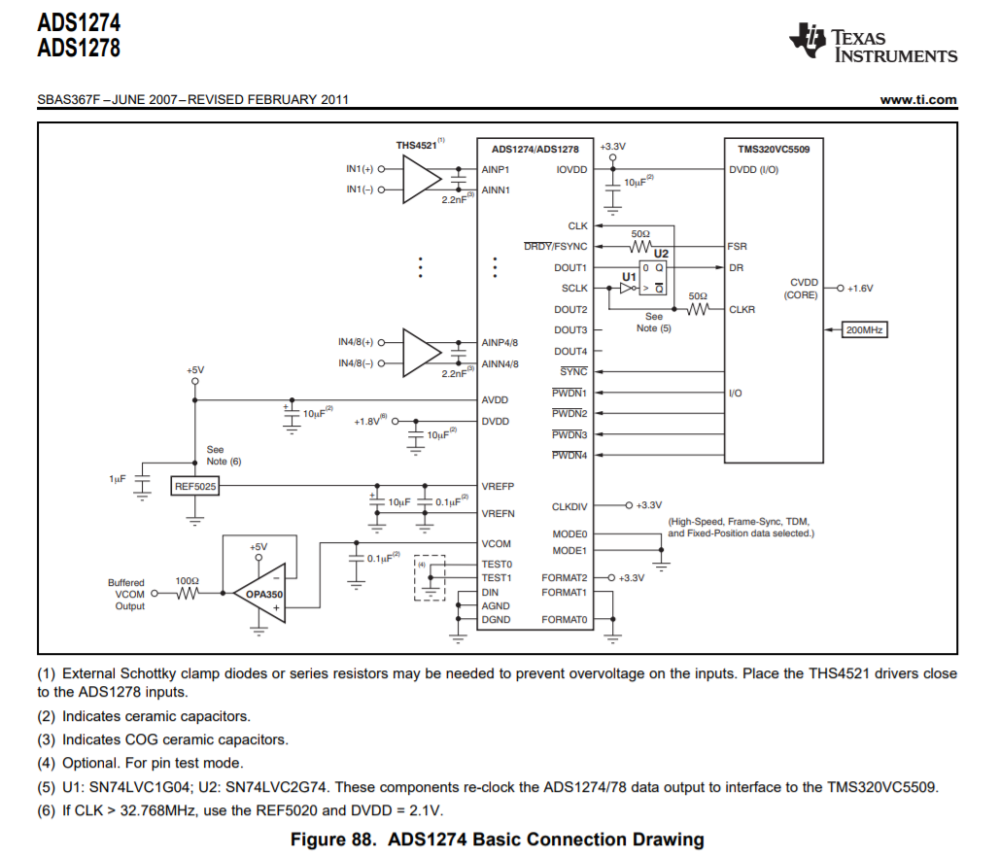 ADS1274
ADS1278
TEXAS
INSTRUMENTS
SBAS367F –JUNE 2007–REVISED FEBRUARY 2011
www.ti.com
THS4521(1)
IN1(+)
IN1(–)
2.2nF(3)
ADS1274/ADS1278
AINP1
AINN1
IOVDD
+3.3V
10µF(2)
TMS320VC5509
DVDD (I/O)
CLK
DRDY/FSYNC
50Ω
FSR
U2
DOUT1
0 Q
DR
U1
SCLK
> Q
50Ω
CVDD
(CORE)
+1.6V
DOUT2
See
Note (5)
CLKR
DOUT3
200MHz
IN4/8(+)
IN4/8(–)
2.2nF(3)
AINP4/8
AINN4/8
DOUT4
SYNC
PWDN1
I/O
PWDN2
PWDN3
PWDN4
+5V
+
10µF(2)
AVDD
+1.8V(6)
10µF(2)
DVDD
See
Note (6)
1µF
REF5025
+
10µF
0.1µF(2)
VREFP
VREFN
CLKDIV
+3.3V
(High-Speed, Frame-Sync, TDM,
and Fixed-Position data selected.)
MODE0
MODE1
+5V
VCOM
0.1µF(2)
(4)
TEST0
TEST1
FORMAT2
+3.3V
Buffered
VCOM
Output
100Ω
–
OPA350
+
DIN
FORMAT1
AGND
DGND
FORMAT0
(1) External Schottky clamp diodes or series resistors may be needed to prevent overvoltage on the inputs. Place the THS4521 drivers close
to the ADS1278 inputs.
(2) Indicates ceramic capacitors.
(3) Indicates COG ceramic capacitors.
(4) Optional. For pin test mode.
(5) U1: SN74LVC1G04; U2: SN74LVC2G74. These components re-clock the ADS1274/78 data output to interface to the TMS320VC5509.
(6) If CLK > 32.768MHz, use the REF5020 and DVDD = 2.1V.
Figure 88. ADS1274 Basic Connection Drawing